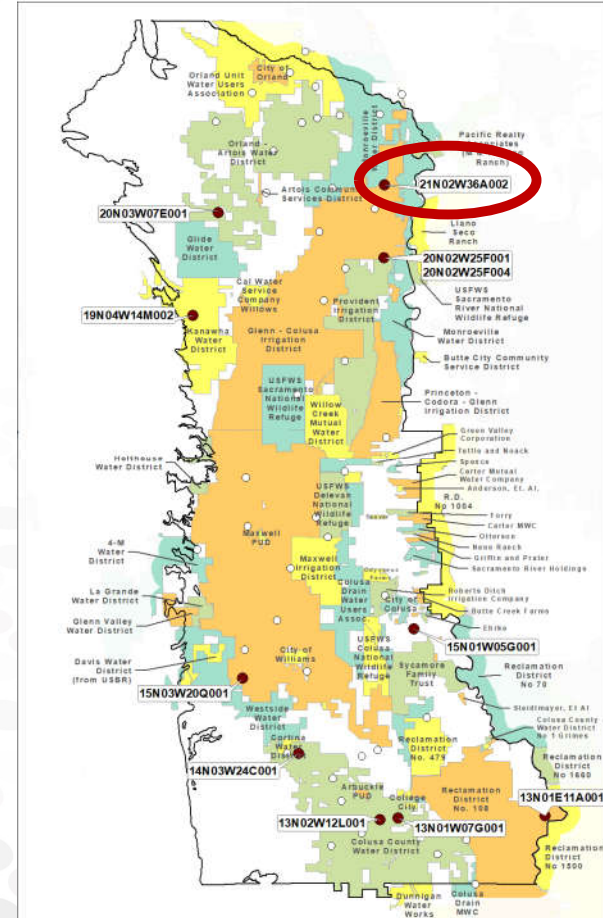 City of
Orland
Orland Unit
Water Users
Association
Monroeville
Water District
Pacific Realty
Associates
Ranch)
Orland -
Artois Water
District
21N02W36A002
Artois Community
Services District
20N03W07E001
Llano
Seco
Ranch
Glide
Water
District
20N02W25F001
20N02W25F004
USFWS
Sacramento
River National
Wildlife Refuge
Col Water
Service
Company
Willows
Provident
Irrigation
District
19N04W14M002
Kanawha
Water
District
Glenn - Colusa
Irrigation
District
Monroeville
Water District
Butte City Community
Service District
USFWS
Sacramento
National
Wildlife
Refuge
Willow
Creek
Mutual
Water
District
Princeton -
Codora - Glenn
Irrigation District
Green Valley
Corporation
Tuttle and Noack
Holthouse
Water District
Spence
Carter Mutual
Water Company
Anderson, Et. Al.
R.D.
No 1004
USFWS
Delevan
National
Wildlife
Refuge
Forry
Carter MWC
Otterson
Nene Ranch
Griffin and Prater
Sacramento River Holdings
Maxwell
PUD
4-M
Water
District
Maxwell
Irrigation
District
Farms
Colusa
Drain
Water
Users
Assoc.
Roberts Ditch
Irrigation Company
City of
Colusa
Butte Creek Farms
Ehrke
La Grande
Water District
Glenn Valley
Water District
15N01W05G001
USFWS
Colusa
National
Wildlife
Refuge
City of
Williams
Sycamore
Family
Trust
Reclamation
District
No 70
Davis Water
District
(from USBR)
15N03W20Q001
Steidlmayer, Et Al
Westside
Water
District
Colusa County
Water District
No 1 Grimes
Cortina
Water
District
Reclamation
District
No. 479
Reclamation
District
No 1660
14N03W24C001
Arbuckle
PUD
College
City
Reclamation
District
No. 108
13N01E11A001
13N02W12L001
13N01W07G001
Colusa County
Water District
Reclamation
District
No 1500
Dunnigan
Water
Works
Colusa
Drain
MWC